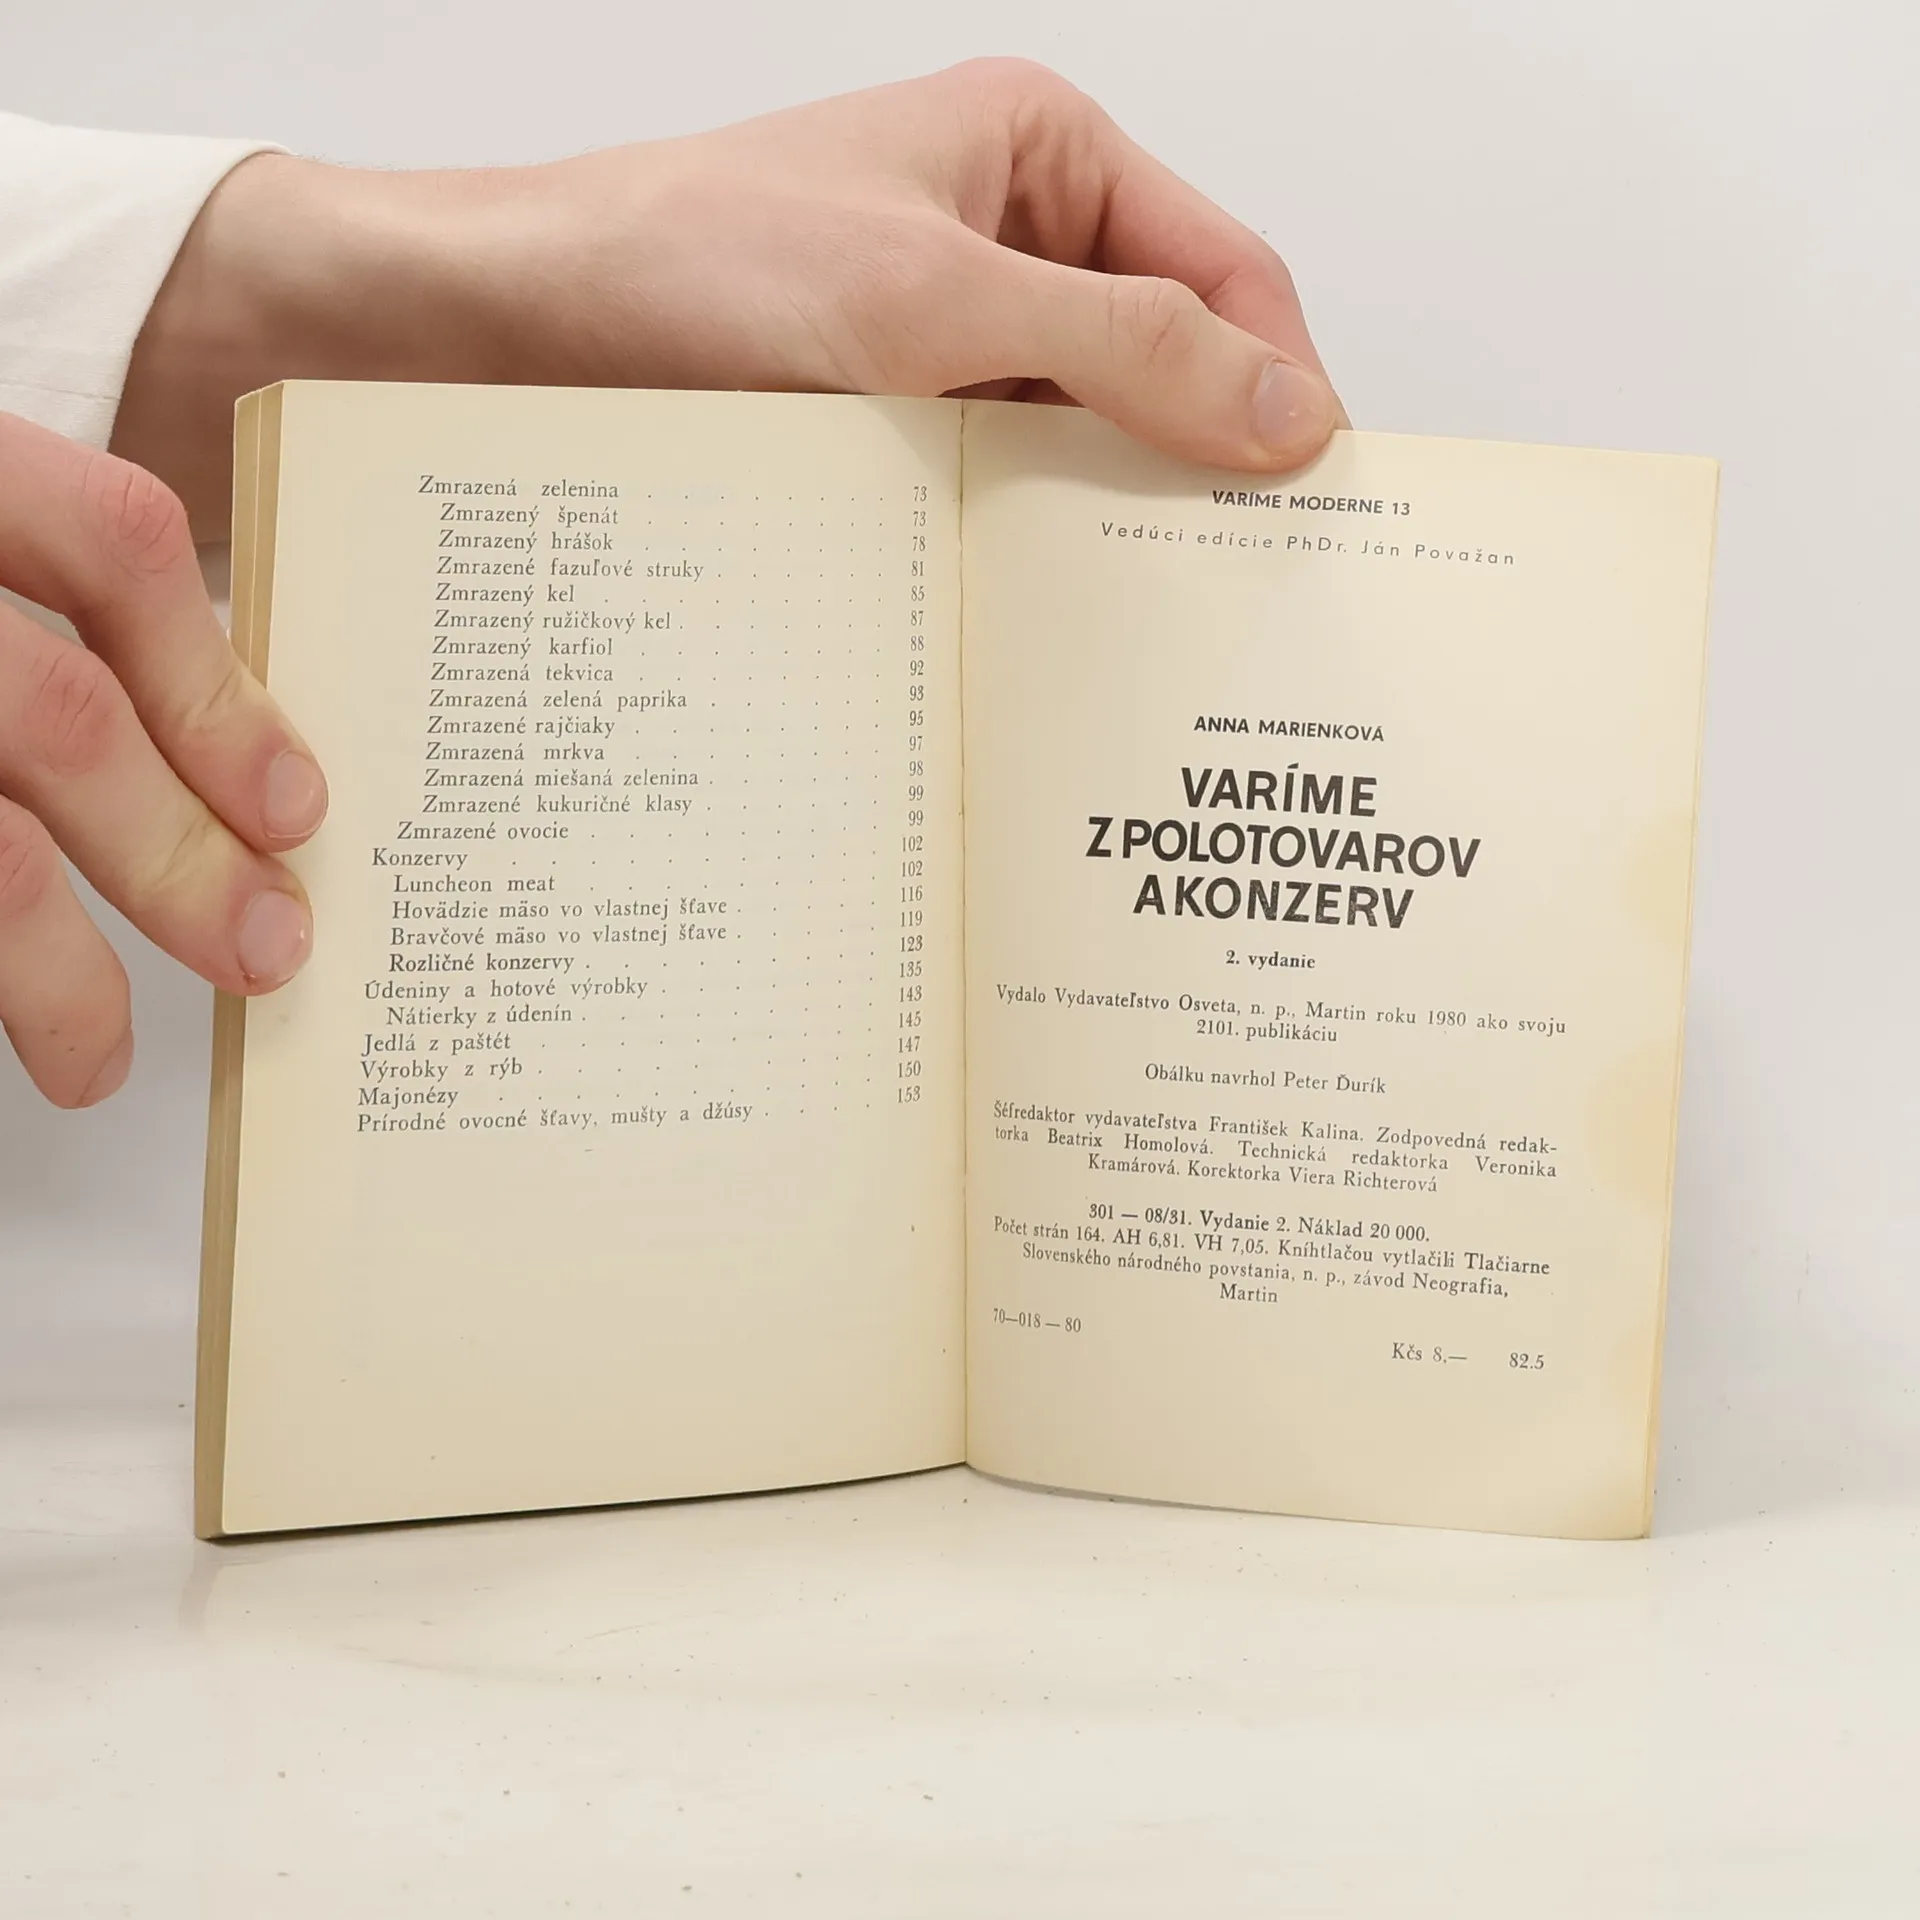 Zmrazená zelenina . . . . . . . . 73
Zmrazený špenát . . . . . . . . 73
Zmrazený hrášok . . . . . . . . 78
Zmrazené fazuľové struky . . . . . . 81
Zmrazený kel . . . . . . . . . 85
Zmrazený ružičkový kel . . . . . . . 87
Zmrazený karfiol . . . . . . . . 88
Zmrazená tekvica . . . . . . . . 92
Zmrazená zelená paprika . . . . . . 93
Zmrazené rajčiaky . . . . . . . . 95
Zmrazená mrkva . . . . . . . . 97
Zmrazená miešaná zelenina . . . . . . 98
Zmrazené kukuričné klasy . . . . . . 99
Zmrazené ovocie . . . . . . . . . 99
Konzervy . . . . . . . . . . . 102
Luncheon meat . . . . . . . . . 102
Hovädzie mäso vo vlastnej šťave . . . . . 116
Bravčové mäso vo vlastnej šťave . . . . . 119
Rozličné konzervy . . . . . . . . 123
Údeniny a hotové výrobky . . . . . . 135
Nátierky z údenín . . . . . . . . 143
Jedlá z paštét . . . . . . . . . 145
Výrobky z rýb . . . . . . . . . 147
Majonézy . . . . . . . . . . . 150
Prírodné ovocné šťavy, mušty a džúsy . . . . 153
VARÍME MODERNE 13
Vedúci edície PhDr. Ján Považan
ANNA MARIENKOVÁ
VARÍME
Z POLOTOVAROV
A KONZERV
2. vydanie
Vydalo Vydavateľstvo Osveta, n. p., Martin roku 1980 ako svoju
2101. publikáciu
Obálku navrhol Peter Ďurík
Šéfredaktor vydavateľstva František Kalina. Zodpovedná redak-
torka Beatrix Homolová. Technická redaktorka Veronika
Kramárová. Korektorka Viera Richterová
301 — 08/31. Vydanie 2. Náklad 20 000.
Počet strán 164. AH 6,81. VH 7,05. Kníhtlačou vytlačili Tlačiarne
Slovenského národného povstania, n. p., závod Neografia,
Martin
70—018 — 80
Kčs 8,— 82.5